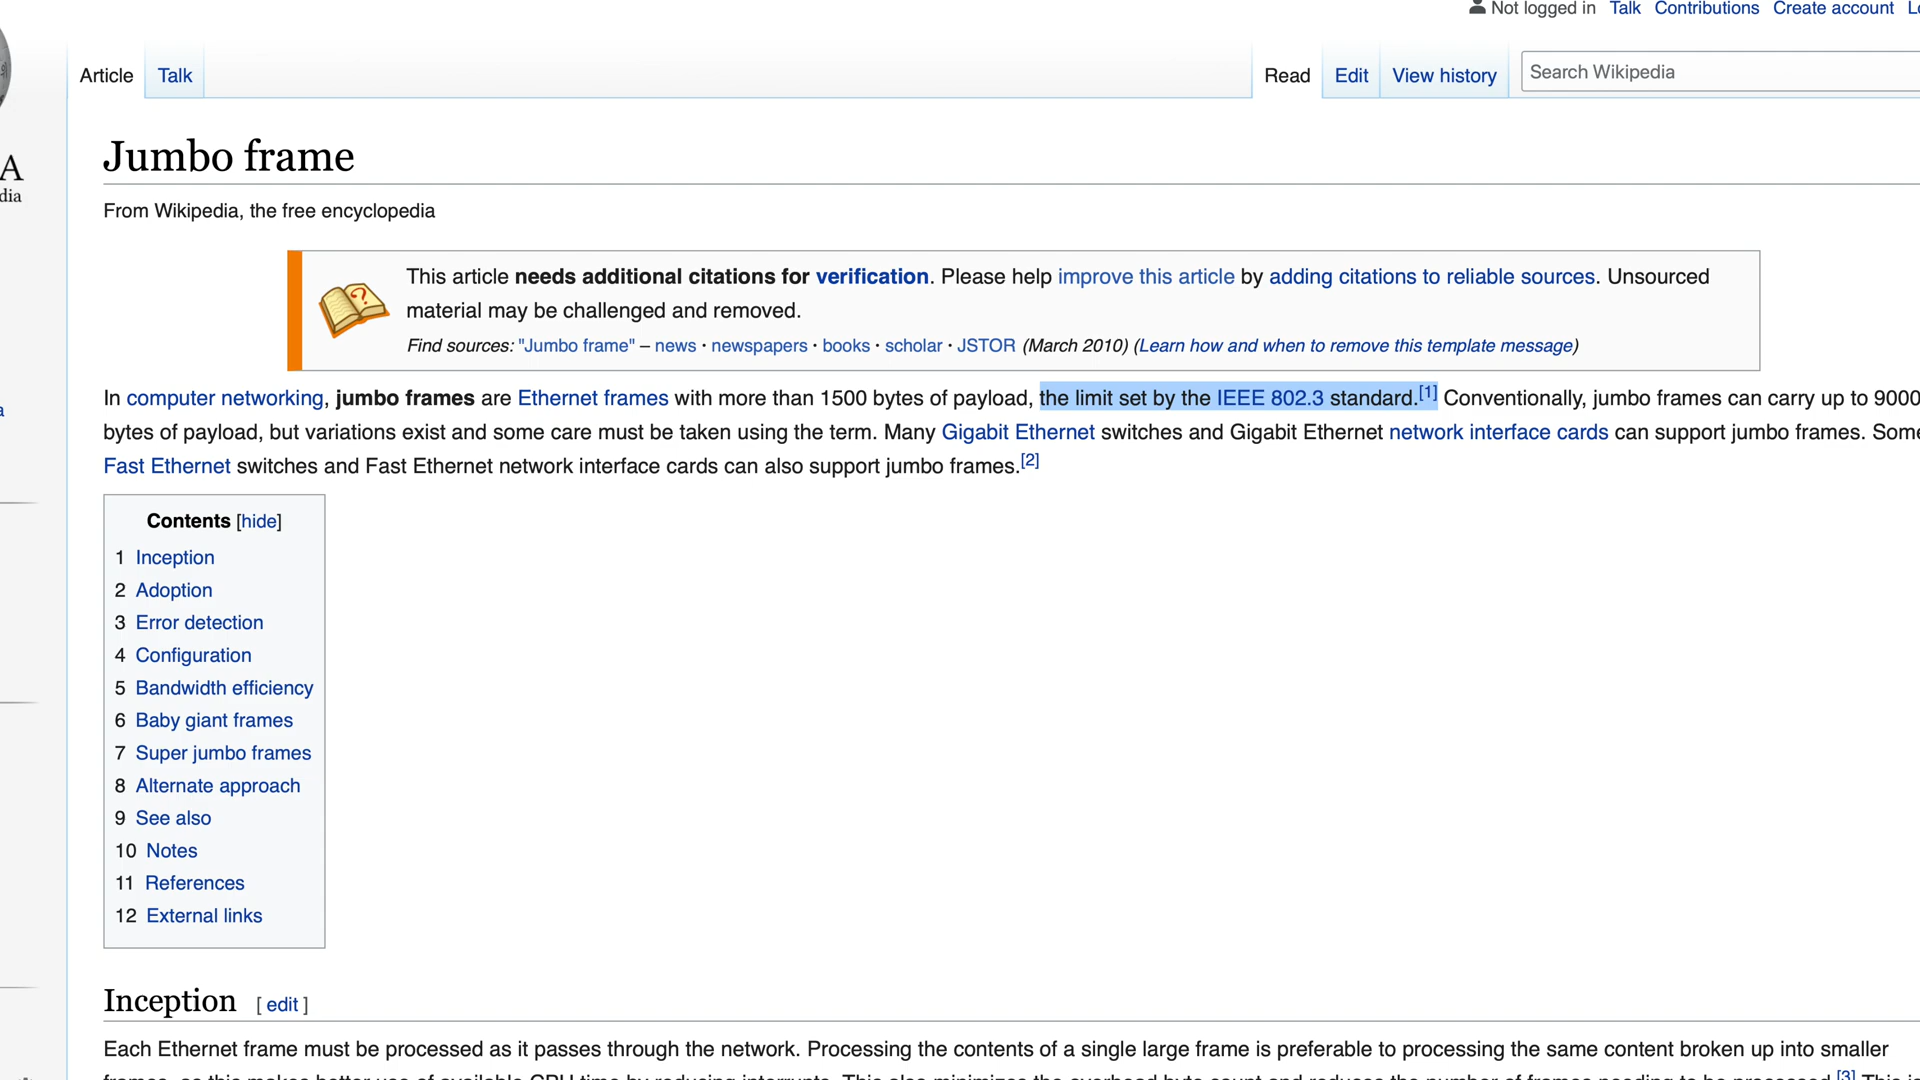 Not logged in Talk Contributions Create account
Article Talk Read Edit View history Search Wikipedia
A
dia
Jumbo frame
From Wikipedia, the free encyclopedia
This article needs additional citations for verification. Please help improve this article by adding citations to reliable sources. Unsourced
material may be challenged and removed.
Find sources: "Jumbo frame" – news · newspapers · books · scholar · JSTOR (March 2010) (Learn how and when to remove this template message)
In computer networking, jumbo frames are Ethernet frames with more than 1500 bytes of payload, the limit set by the IEEE 802.3 standard.[1] Conventionally, jumbo frames can carry up to 9000
bytes of payload, but variations exist and some care must be taken using the term. Many Gigabit Ethernet switches and Gigabit Ethernet network interface cards can support jumbo frames. Some
Fast Ethernet switches and Fast Ethernet network interface cards can also support jumbo frames.[2]
Contents [hide]
1 Inception
2 Adoption
3 Error detection
4 Configuration
5 Bandwidth efficiency
6 Baby giant frames
7 Super jumbo frames
8 Alternate approach
9 See also
10 Notes
11 References
12 External links
Inception [ edit ]
Each Ethernet frame must be processed as it passes through the network. Processing the contents of a single large frame is preferable to processing the same content broken up into smaller